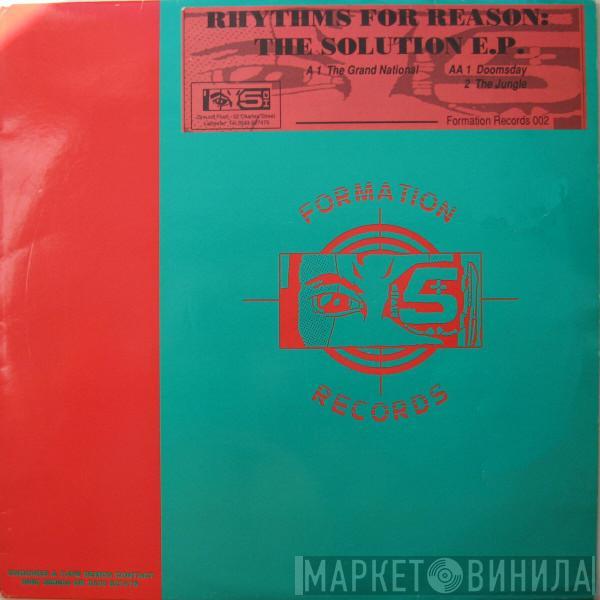 RHYTHMS FOR REASON:
THE SOLUTION E.P.
A 1 The Grand National AA 1 Doomsday
2 The Jungle
Formation Records 002
FORMATION
5
RECORDS
МАРКЕТ ВИНИЛА